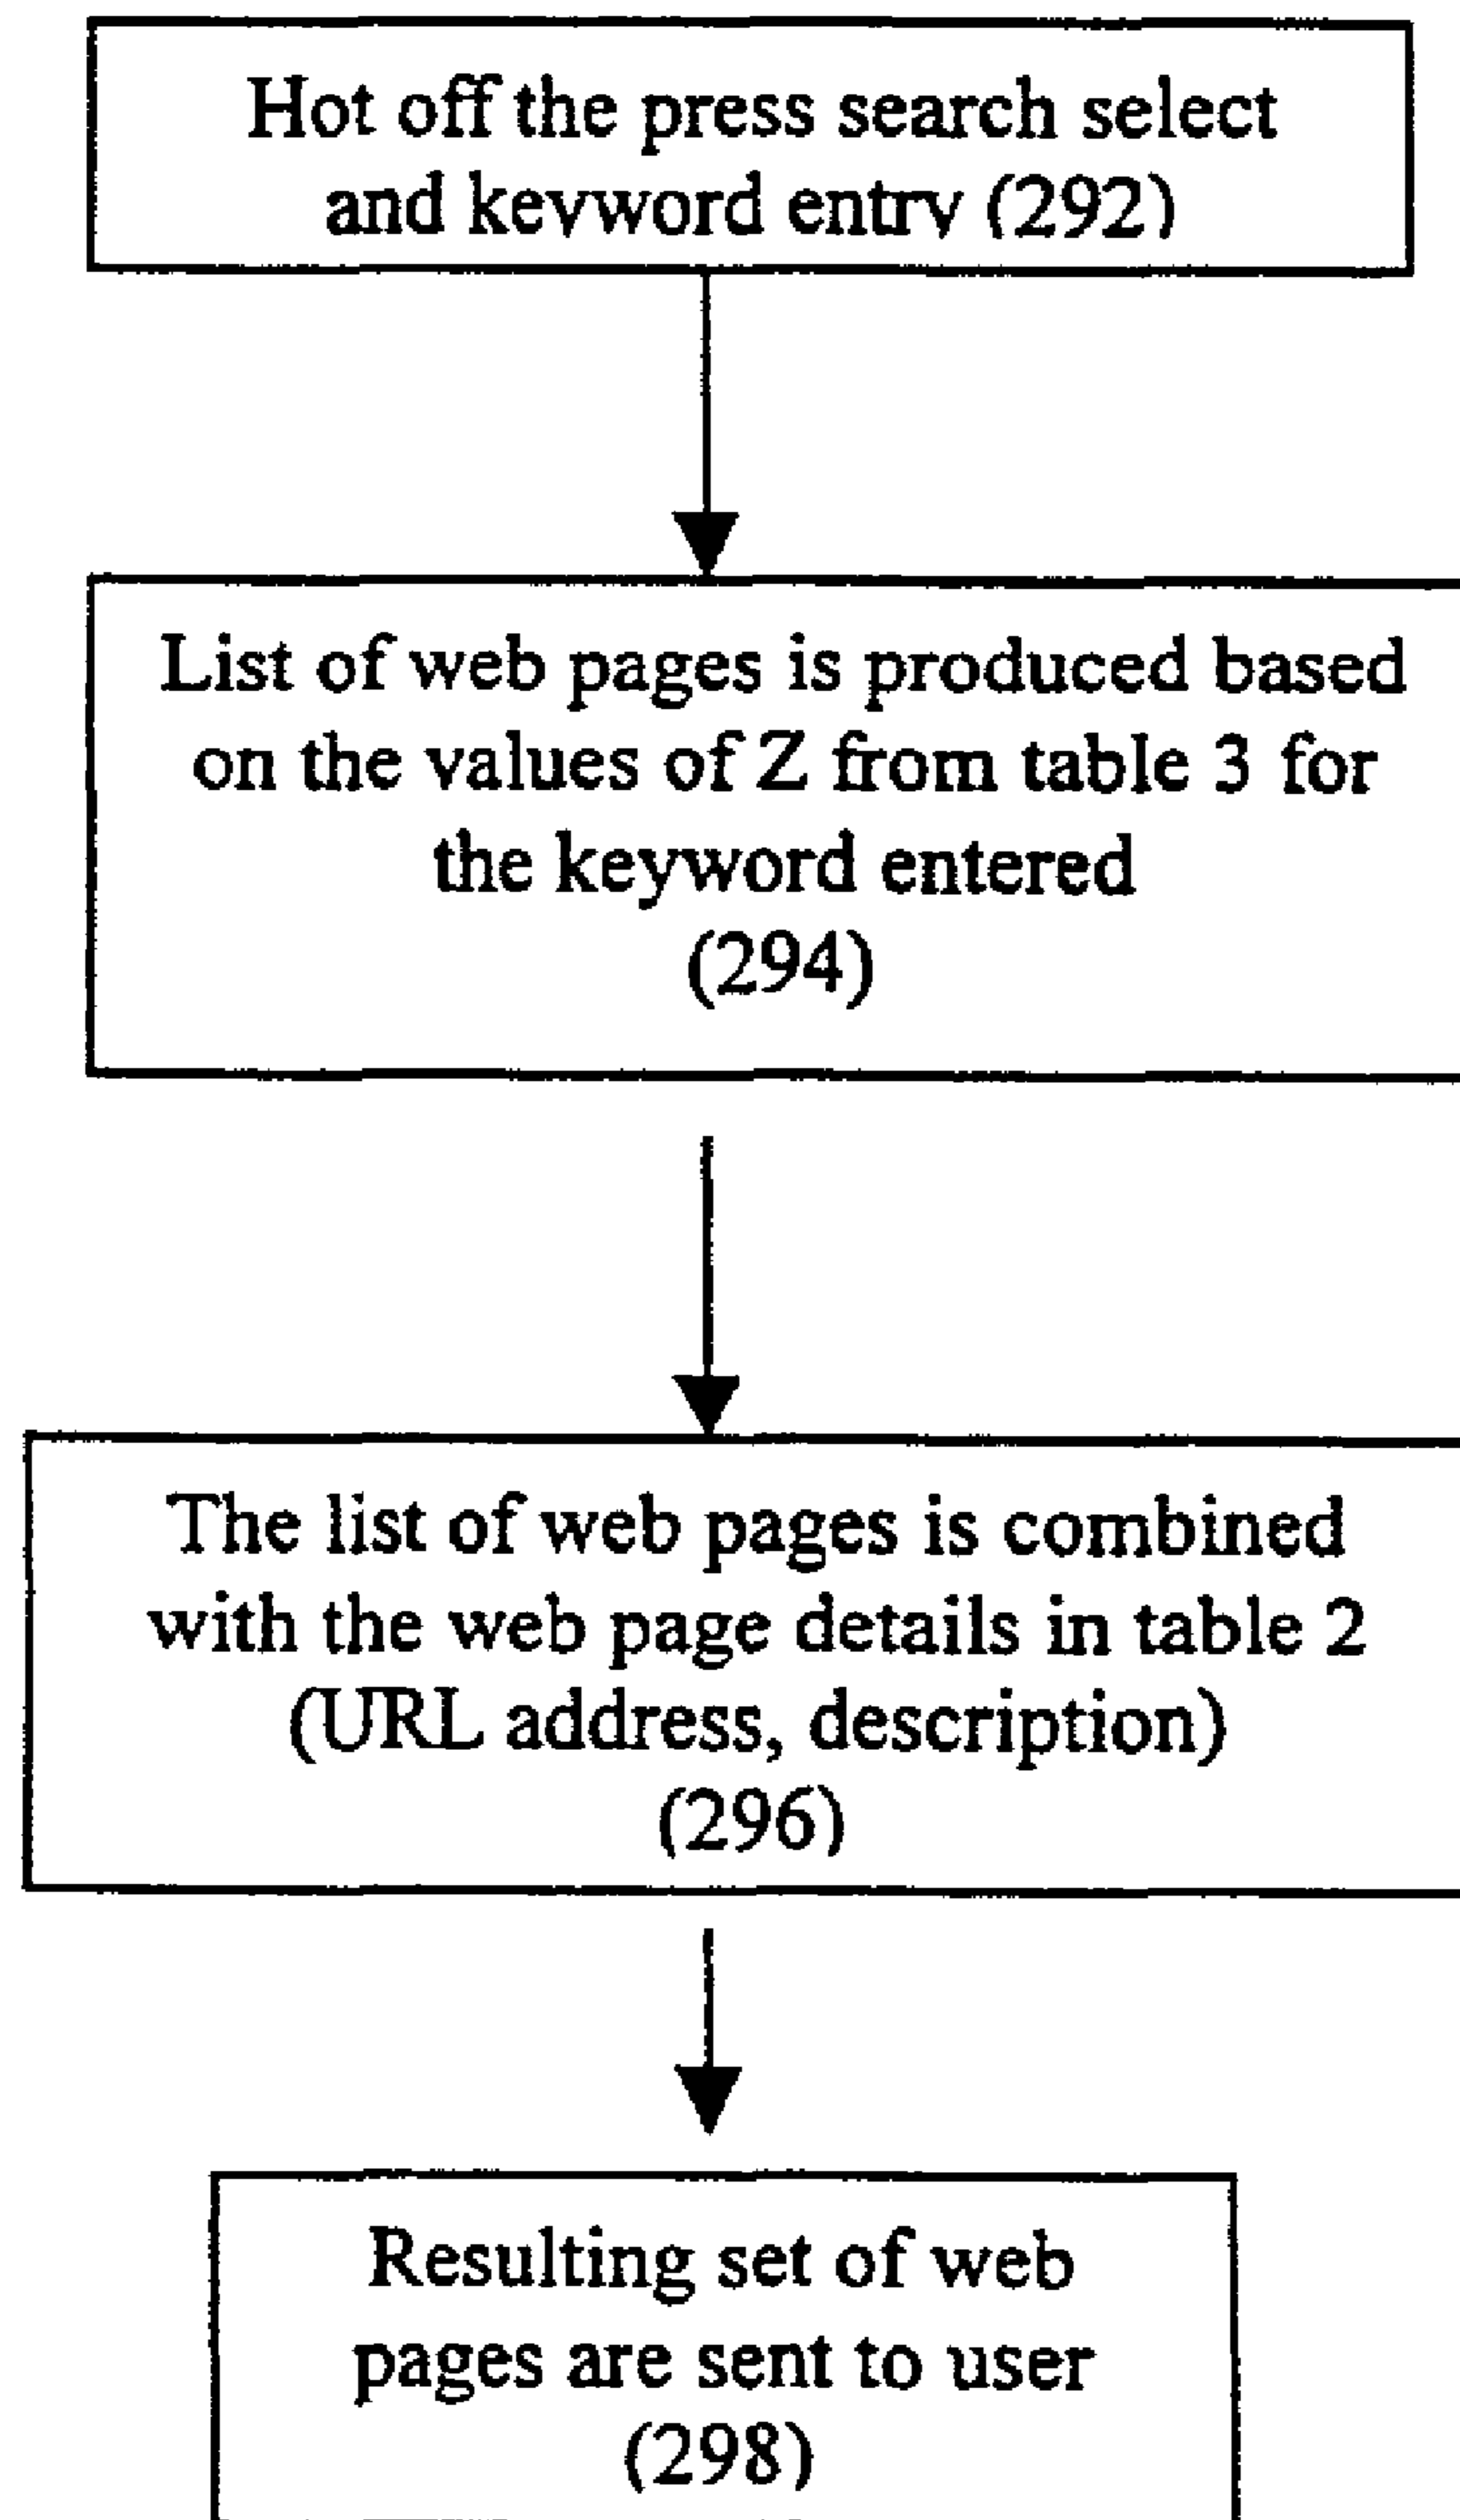 Hot off the press search select
and keyword entry (292)
List of web pages is produced based
on the values of Z from table 3 for
the keyword entered
(294)
The list of web pages is combined
with the web page details in table 2
(URL address, description)
(296)
Resulting set of web
pages are sent to user
(298)